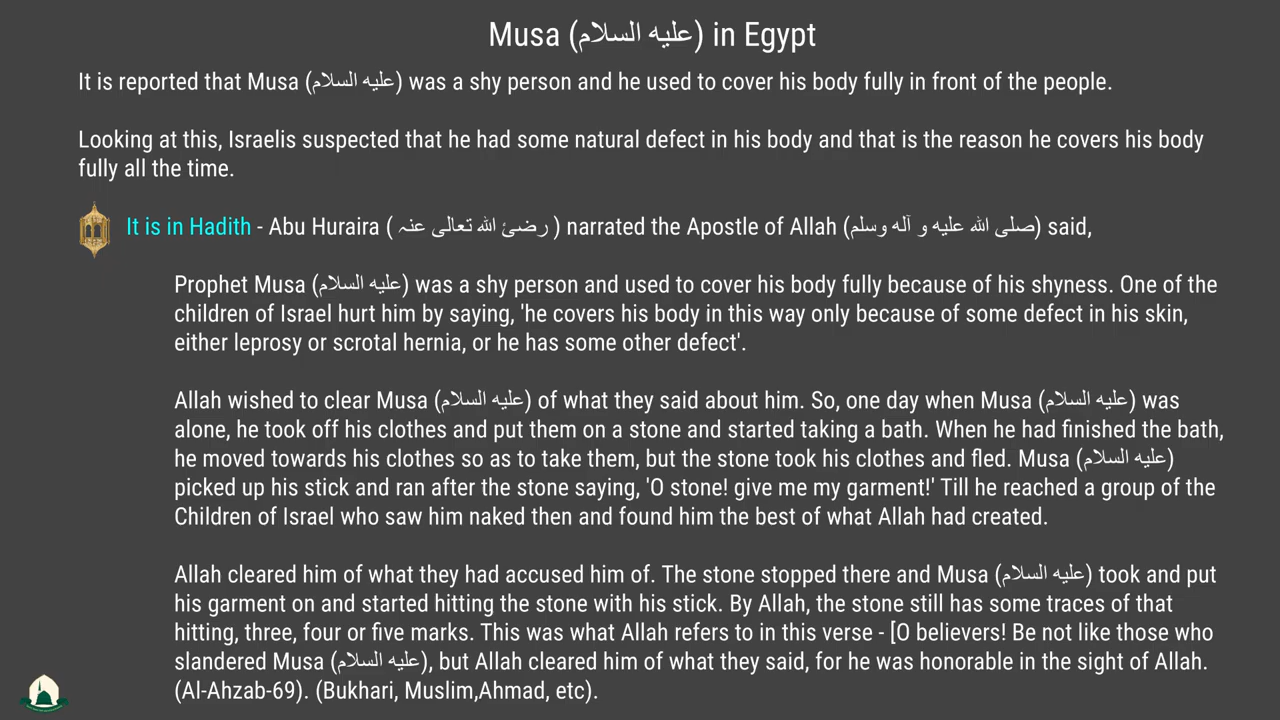 Musa (علیه السلام) in Egypt
It is reported that Musa (علیه السلام) was a shy person and he used to cover his body fully in front of the people.
Looking at this, Israelis suspected that he had some natural defect in his body and that is the reason he covers his body
fully all the time.
It is in Hadith - Abu Huraira ( رضئ الله تعالی عنہ ) narrated the Apostle of Allah (صلى الله علیه و آله وسلم) said,
Prophet Musa (علیه السلام) was a shy person and used to cover his body fully because of his shyness. One of the
children of Israel hurt him by saying, 'he covers his body in this way only because of some defect in his skin,
either leprosy or scrotal hernia, or he has some other defect'.
Allah wished to clear Musa (علیه السلام) of what they said about him. So, one day when Musa (علیه السلام) was
alone, he took off his clothes and put them on a stone and started taking a bath. When he had finished the bath,
he moved towards his clothes so as to take them, but the stone took his clothes and fled. Musa (علیه السلام)
picked up his stick and ran after the stone saying, 'O stone! give me my garment!' Till he reached a group of the
Children of Israel who saw him naked then and found him the best of what Allah had created.
Allah cleared him of what they had accused him of. The stone stopped there and Musa (علیه السلام) took and put
his garment on and started hitting the stone with his stick. By Allah, the stone still has some traces of that
hitting, three, four or five marks. This was what Allah refers to in this verse - [O believers! Be not like those who
slandered Musa (علیه السلام), but Allah cleared him of what they said, for he was honorable in the sight of Allah.
(Al-Ahzab-69). (Bukhari, Muslim,Ahmad, etc).